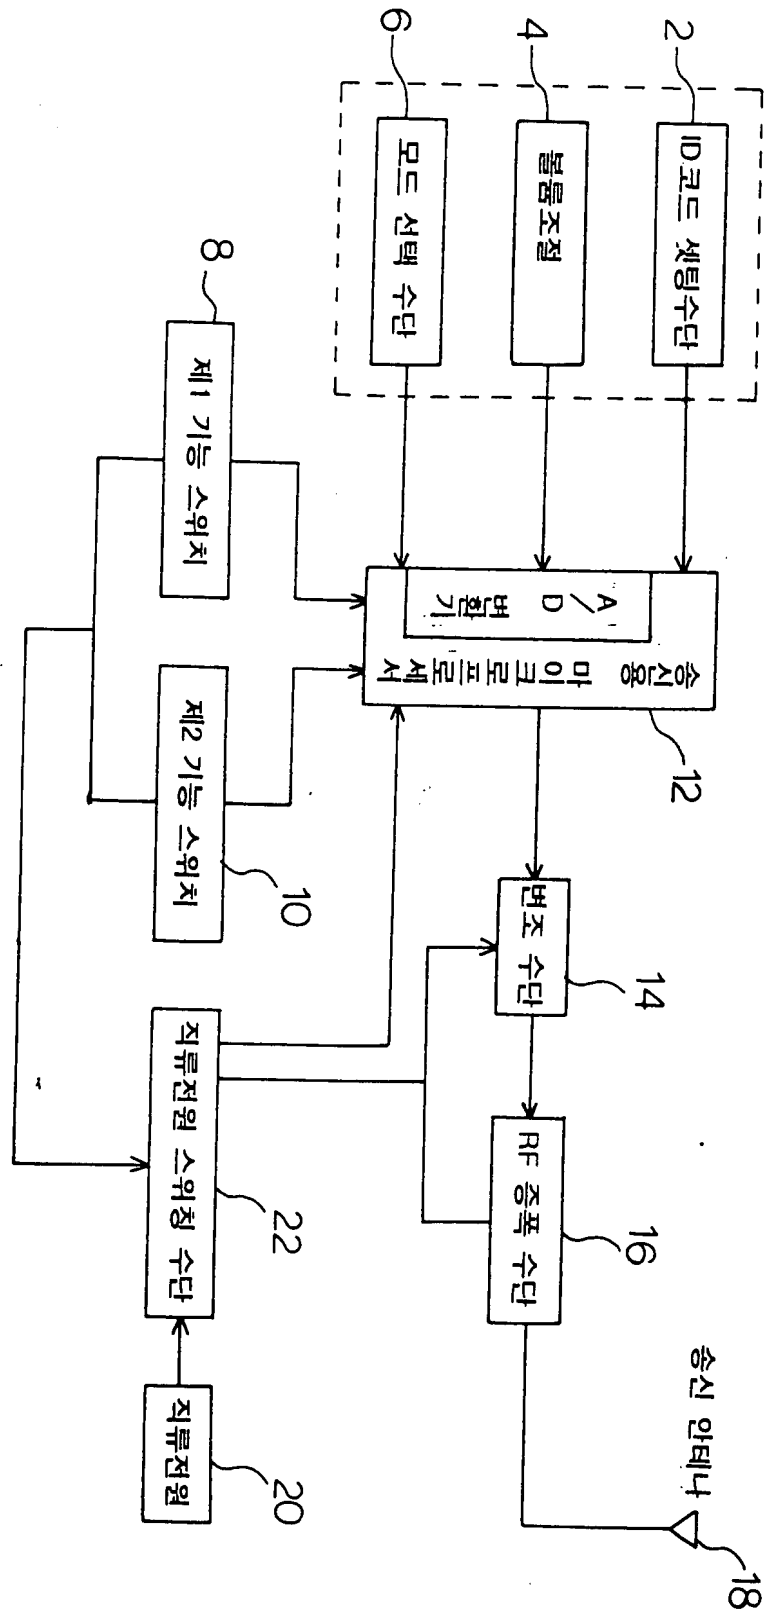 2
ID코드 셋팅수단
4
볼륨조절
6
모드 선택 수단
A/D
변환기
송신용 마이크로프로세서
12
변조 수단
14
RF 증폭 수단
16
송신 안테나
18
8
제1 기능 스위치
제2 기능 스위치
10
직류전원 스위칭 수단
22
직류전원
20